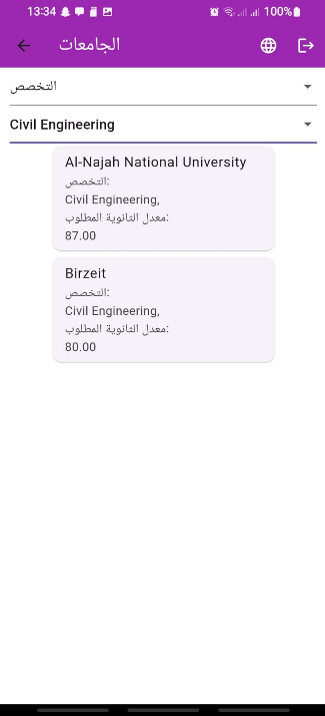 13:34
100%
الجامعات
التخصص
Civil Engineering
Al-Najah National University
التخصص:
Civil Engineering,
معدل الثانوية المطلوب:
87.00
Birzeit
التخصص:
Civil Engineering,
معدل الثانوية المطلوب:
80.00